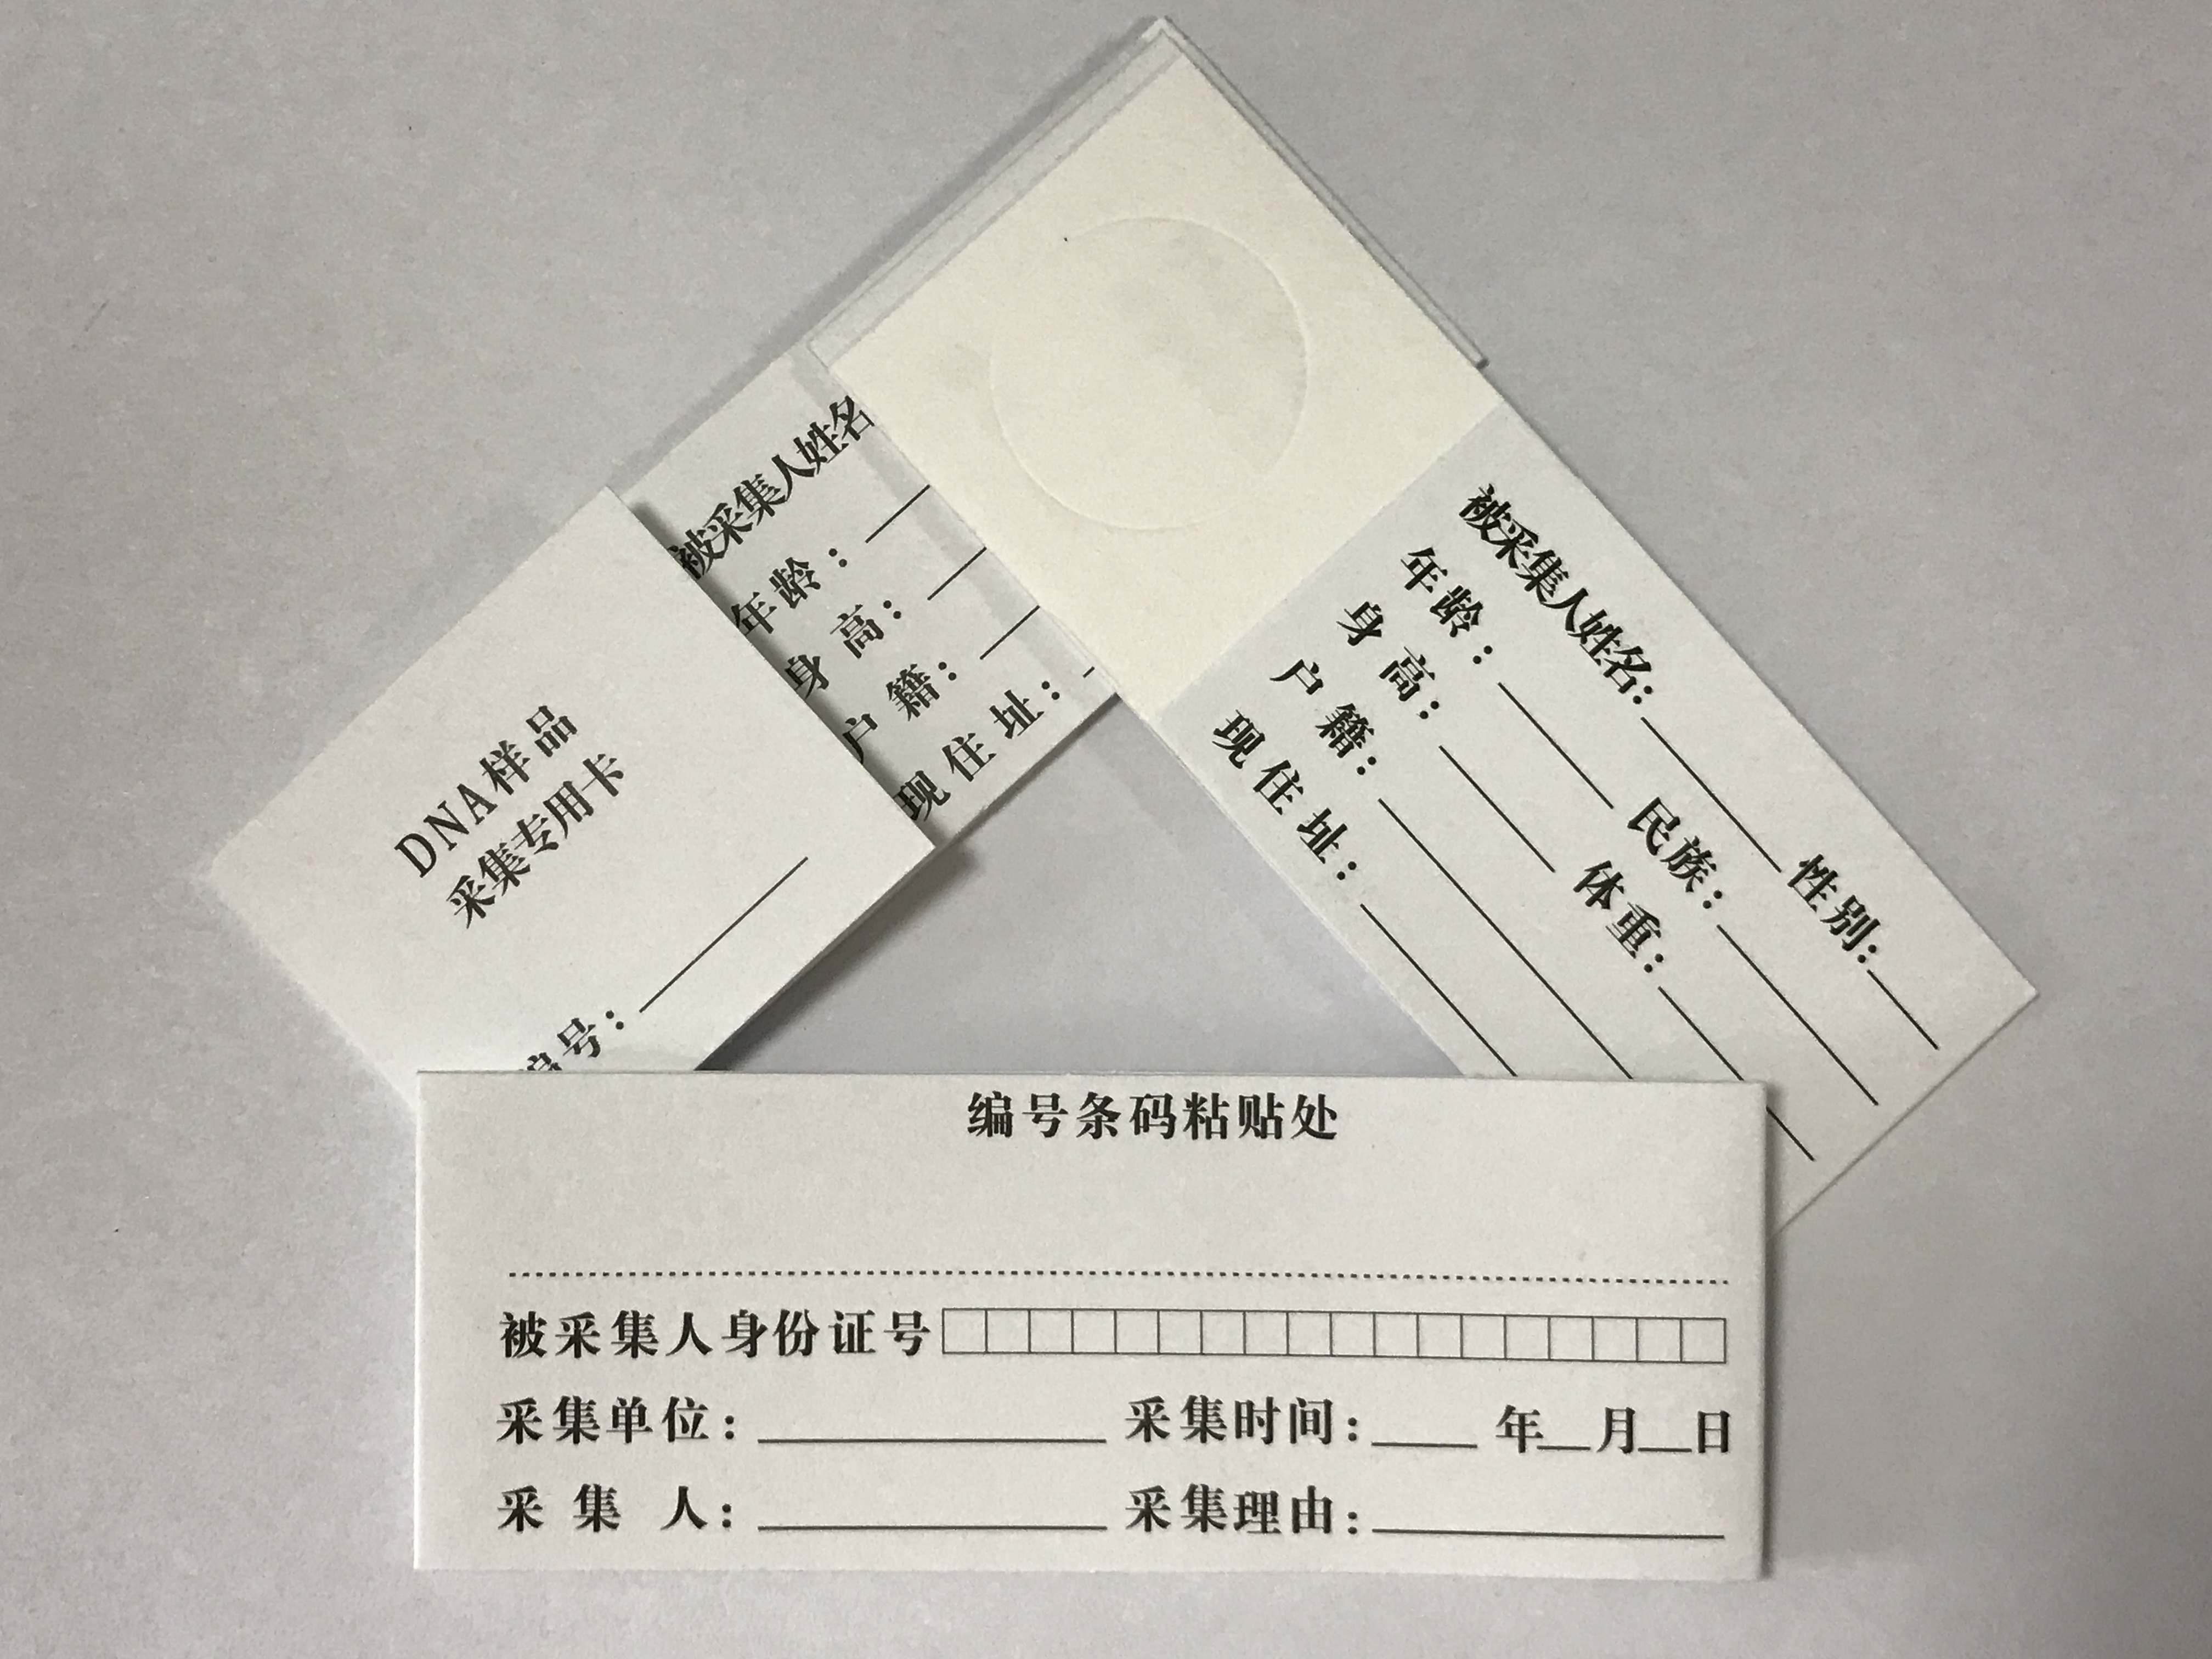 DNA样品
采集专用卡
编号：
被采集人姓名
年龄：
身 高：
户 籍：
现住址：
被采集人姓名： 性别：
年龄： 民族：
身 高： 体重：
户 籍：
现住址：
编号条码粘贴处
被采集人身份证号
采集单位： 采集时间： 年 月 日
采 集 人： 采集理由：